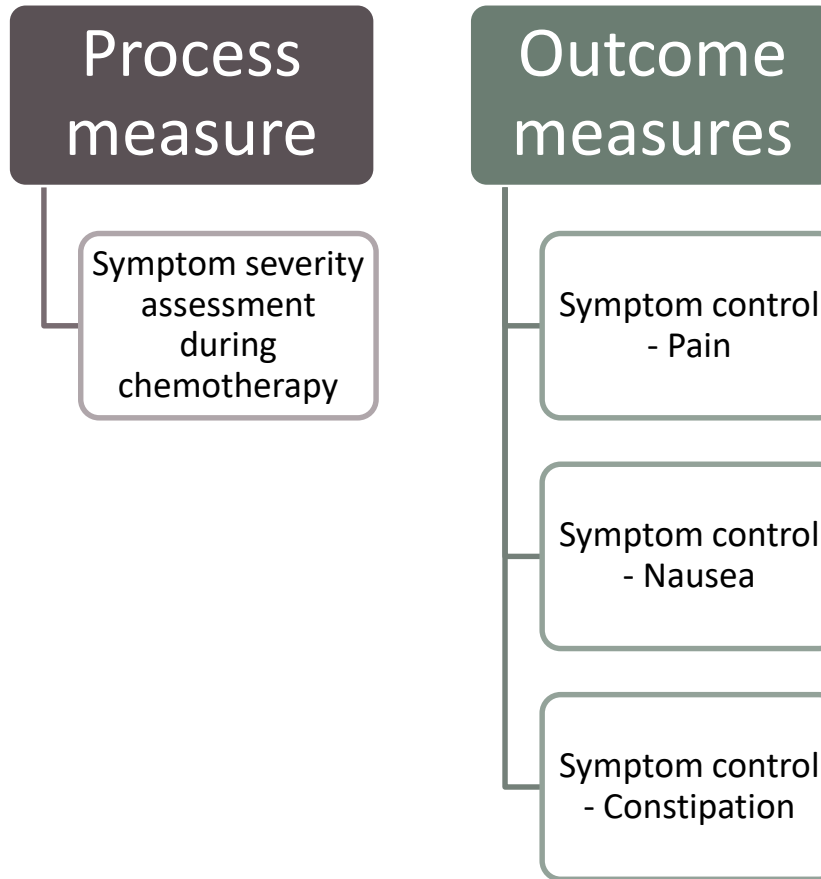 Process
measure
Symptom severity
assessment
during
chemotherapy
Outcome
measures
Symptom control
- Pain
Symptom control
- Nausea
Symptom control
- Constipation